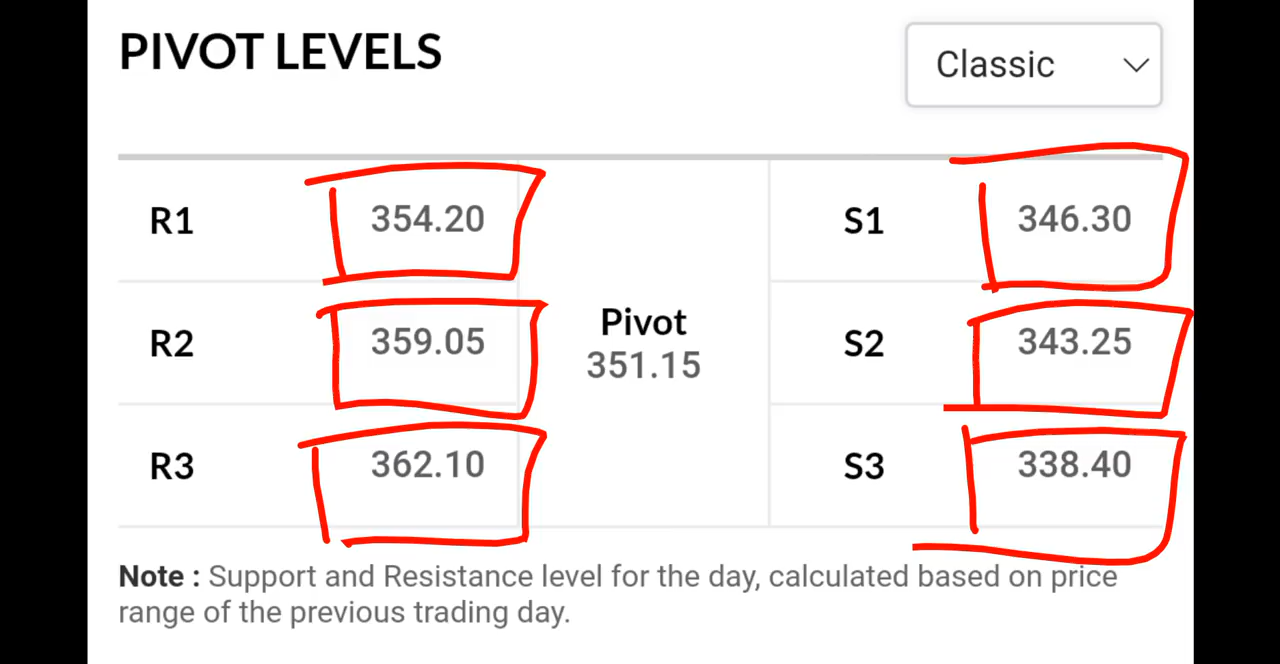 PIVOT LEVELS
Classic
R1 354.20
S1 346.30
R2 359.05
Pivot
351.15
S2 343.25
R3 362.10
S3 338.40
Note : Support and Resistance level for the day, calculated based on price
range of the previous trading day.